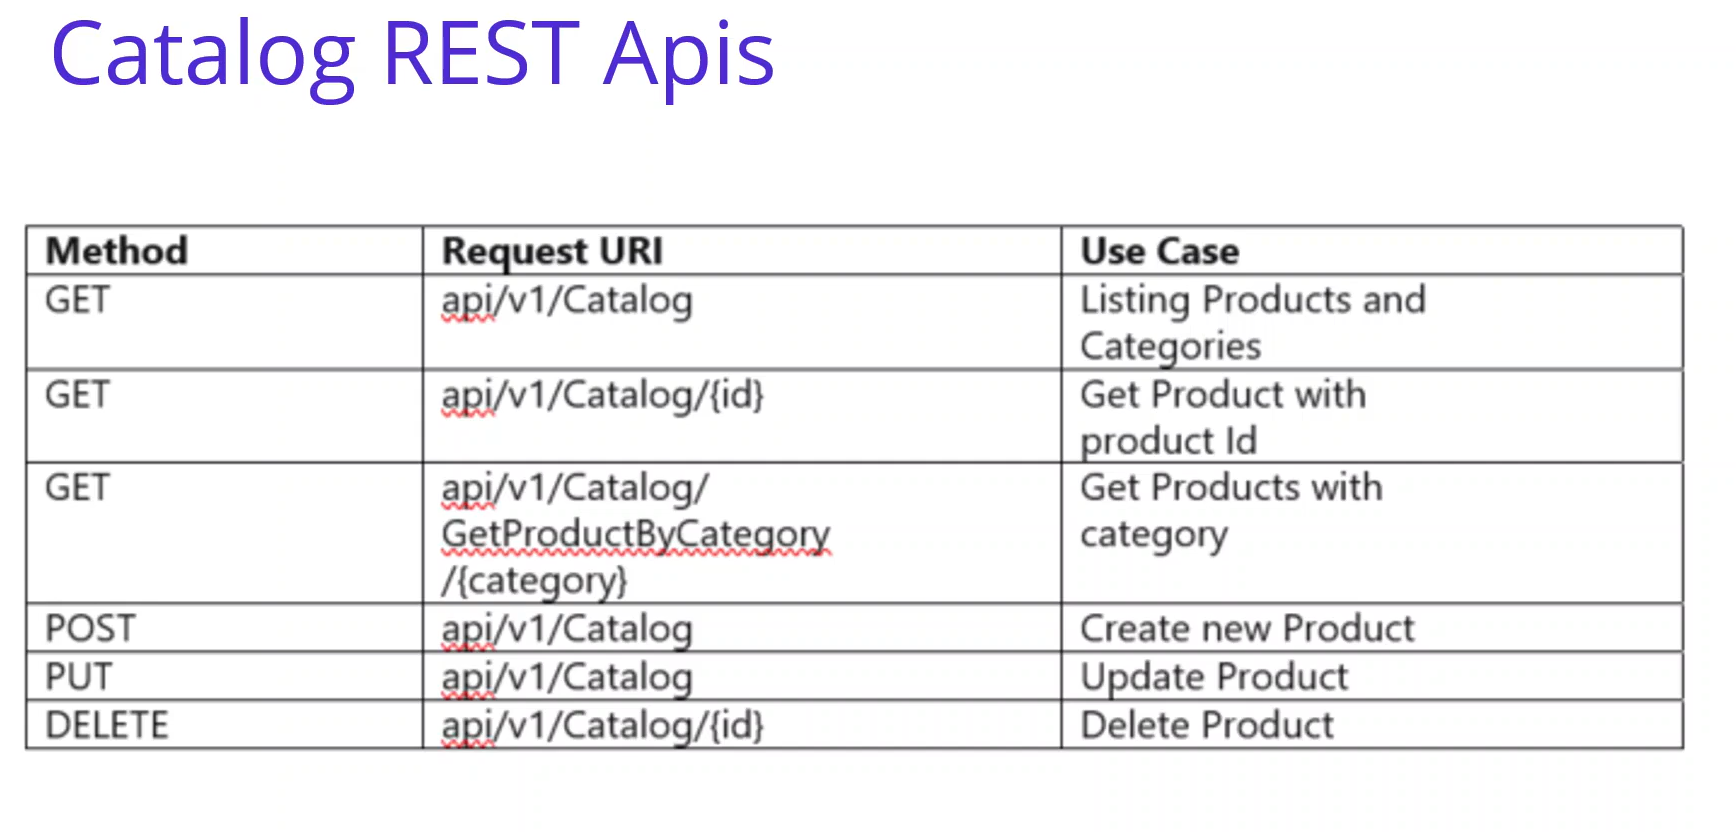 Catalog REST Apis
Method Request URI Use Case
GET api/v1/Catalog Listing Products and
Categories
GET api/v1/Catalog/{id} Get Product with
product Id
GET api/v1/Catalog/ Get Products with
GetProductByCategory category
/{category}
POST api/v1/Catalog Create new Product
PUT api/v1/Catalog Update Product
DELETE api/v1/Catalog/{id} Delete Product